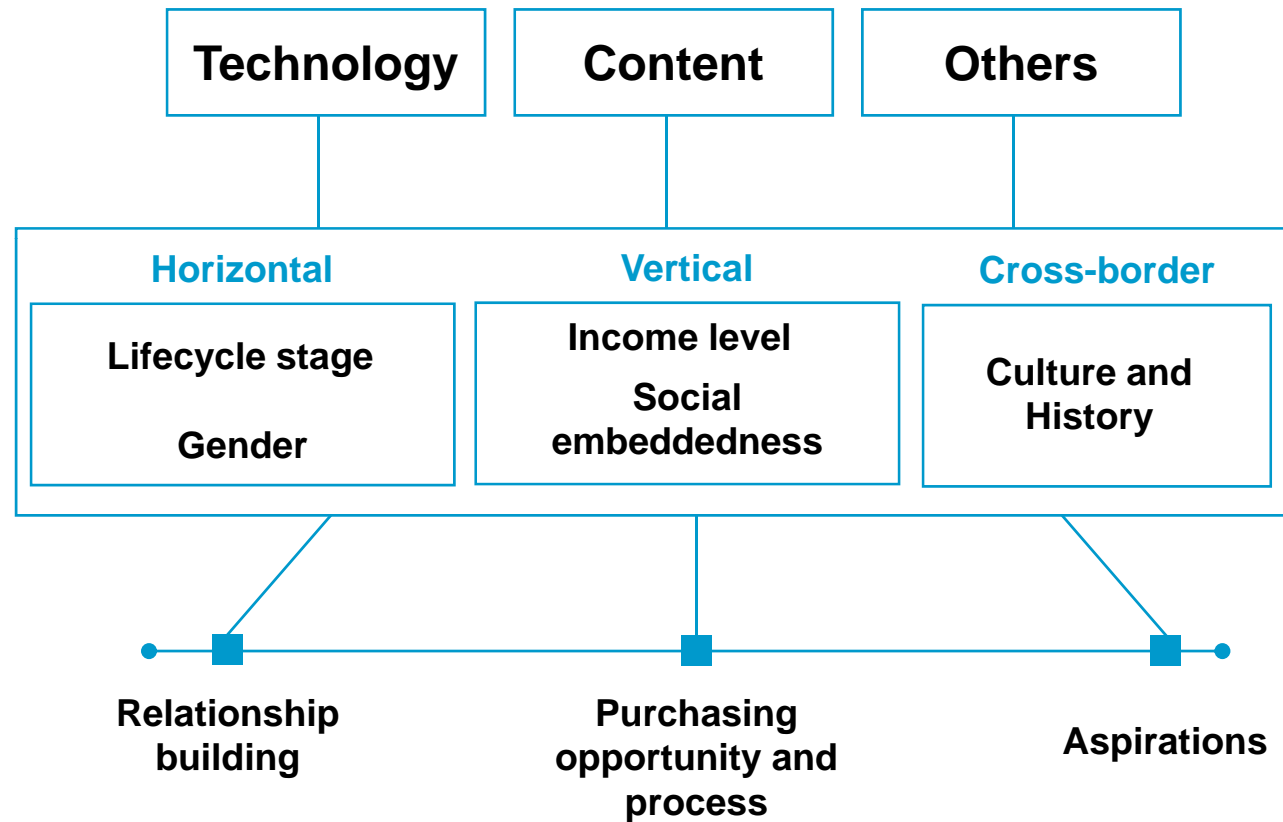 Technology
Content
Others
Horizontal
Lifecycle stage
Gender
Vertical
Income level
Social
embeddedness
Cross-border
Culture and
History
Relationship
building
Purchasing
opportunity and
process
Aspirations